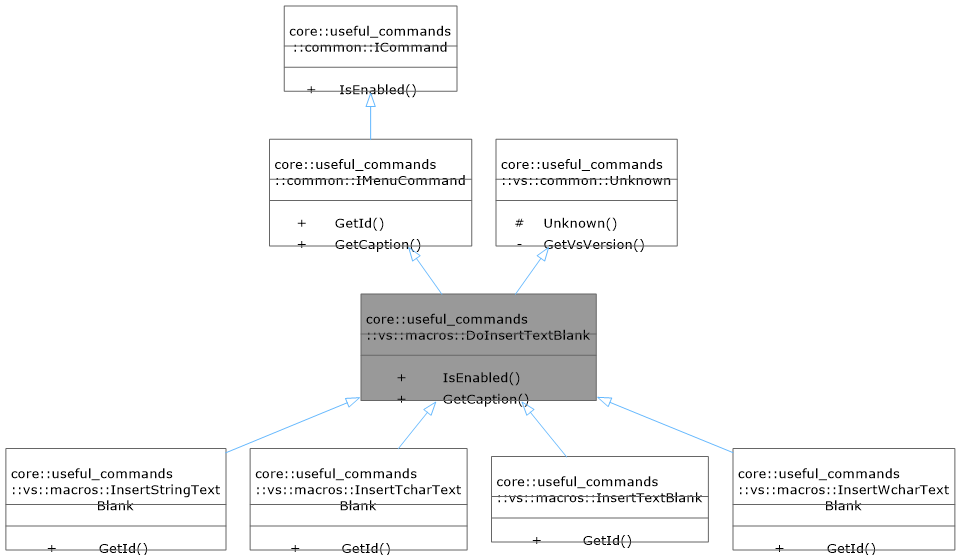 core::useful_commands
::common::ICommand
+ IsEnabled()
core::useful_commands
::common::IMenuCommand
+ GetId()
+ GetCaption()
core::useful_commands
::vs::common::Unknown
# Unknown()
- GetVsVersion()
core::useful_commands
::vs::macros::DoInsertTextBlank
+ IsEnabled()
+ GetCaption()
core::useful_commands
::vs::macros::InsertStringText
Blank
+ GetId()
core::useful_commands
::vs::macros::InsertTcharText
Blank
+ GetId()
core::useful_commands
::vs::macros::InsertTextBlank
+ GetId()
core::useful_commands
::vs::macros::InsertWcharText
Blank
+ GetId()